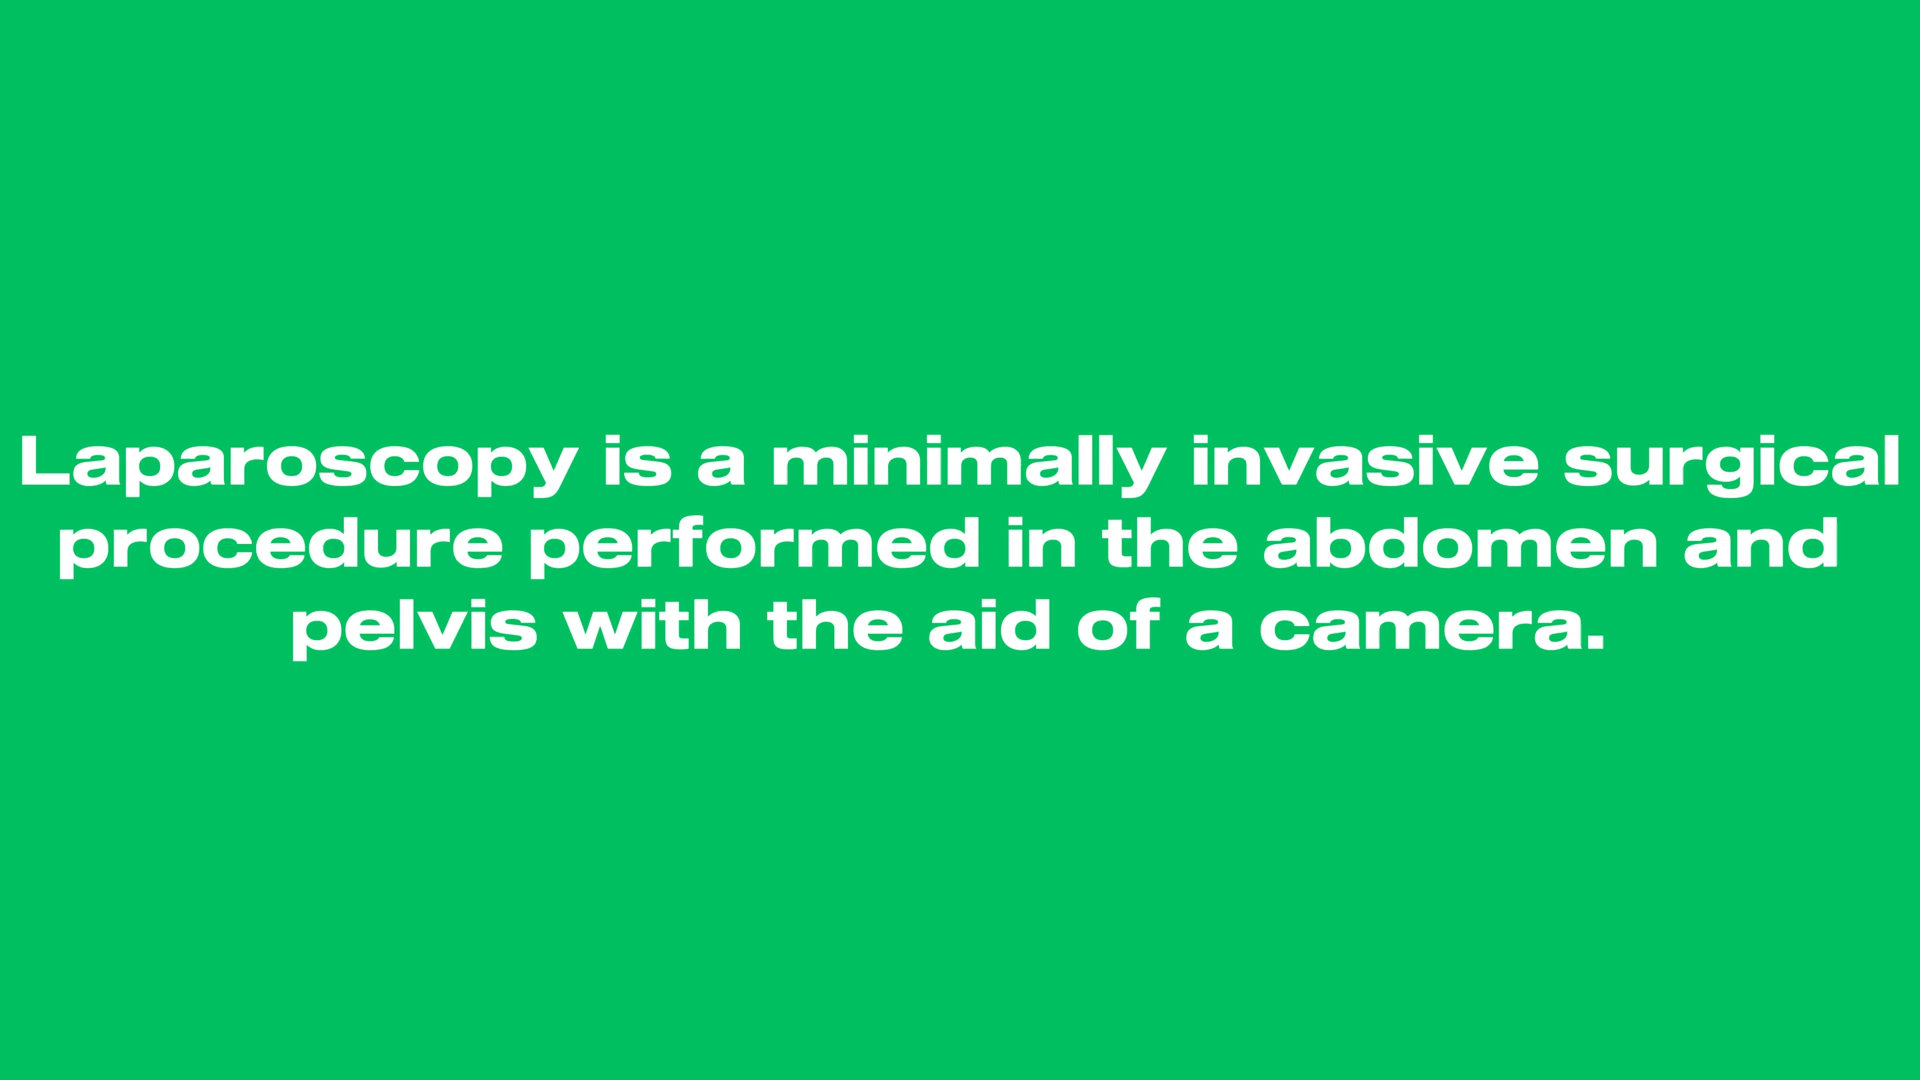 Laparoscopy is a minimally invasive surgical
procedure performed in the abdomen and
pelvis with the aid of a camera.